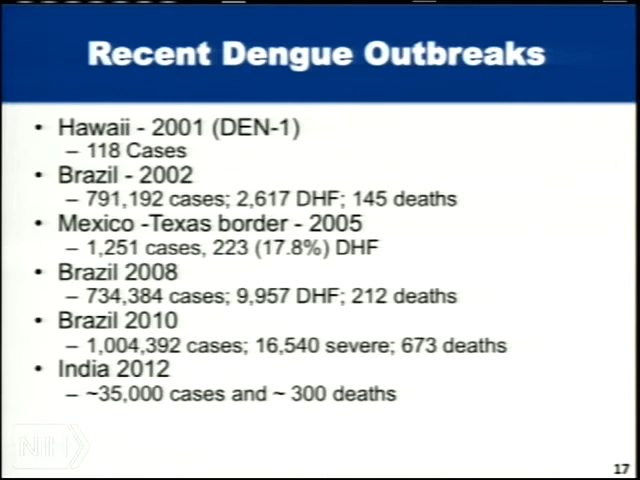 Recent Dengue Outbreaks
• Hawaii - 2001 (DEN-1)
– 118 Cases
• Brazil - 2002
– 791,192 cases; 2,617 DHF; 145 deaths
• Mexico -Texas border - 2005
– 1,251 cases, 223 (17.8%) DHF
• Brazil 2008
– 734,384 cases; 9,957 DHF; 212 deaths
• Brazil 2010
– 1,004,392 cases; 16,540 severe; 673 deaths
• India 2012
– ~35,000 cases and ~ 300 deaths
NIH
17